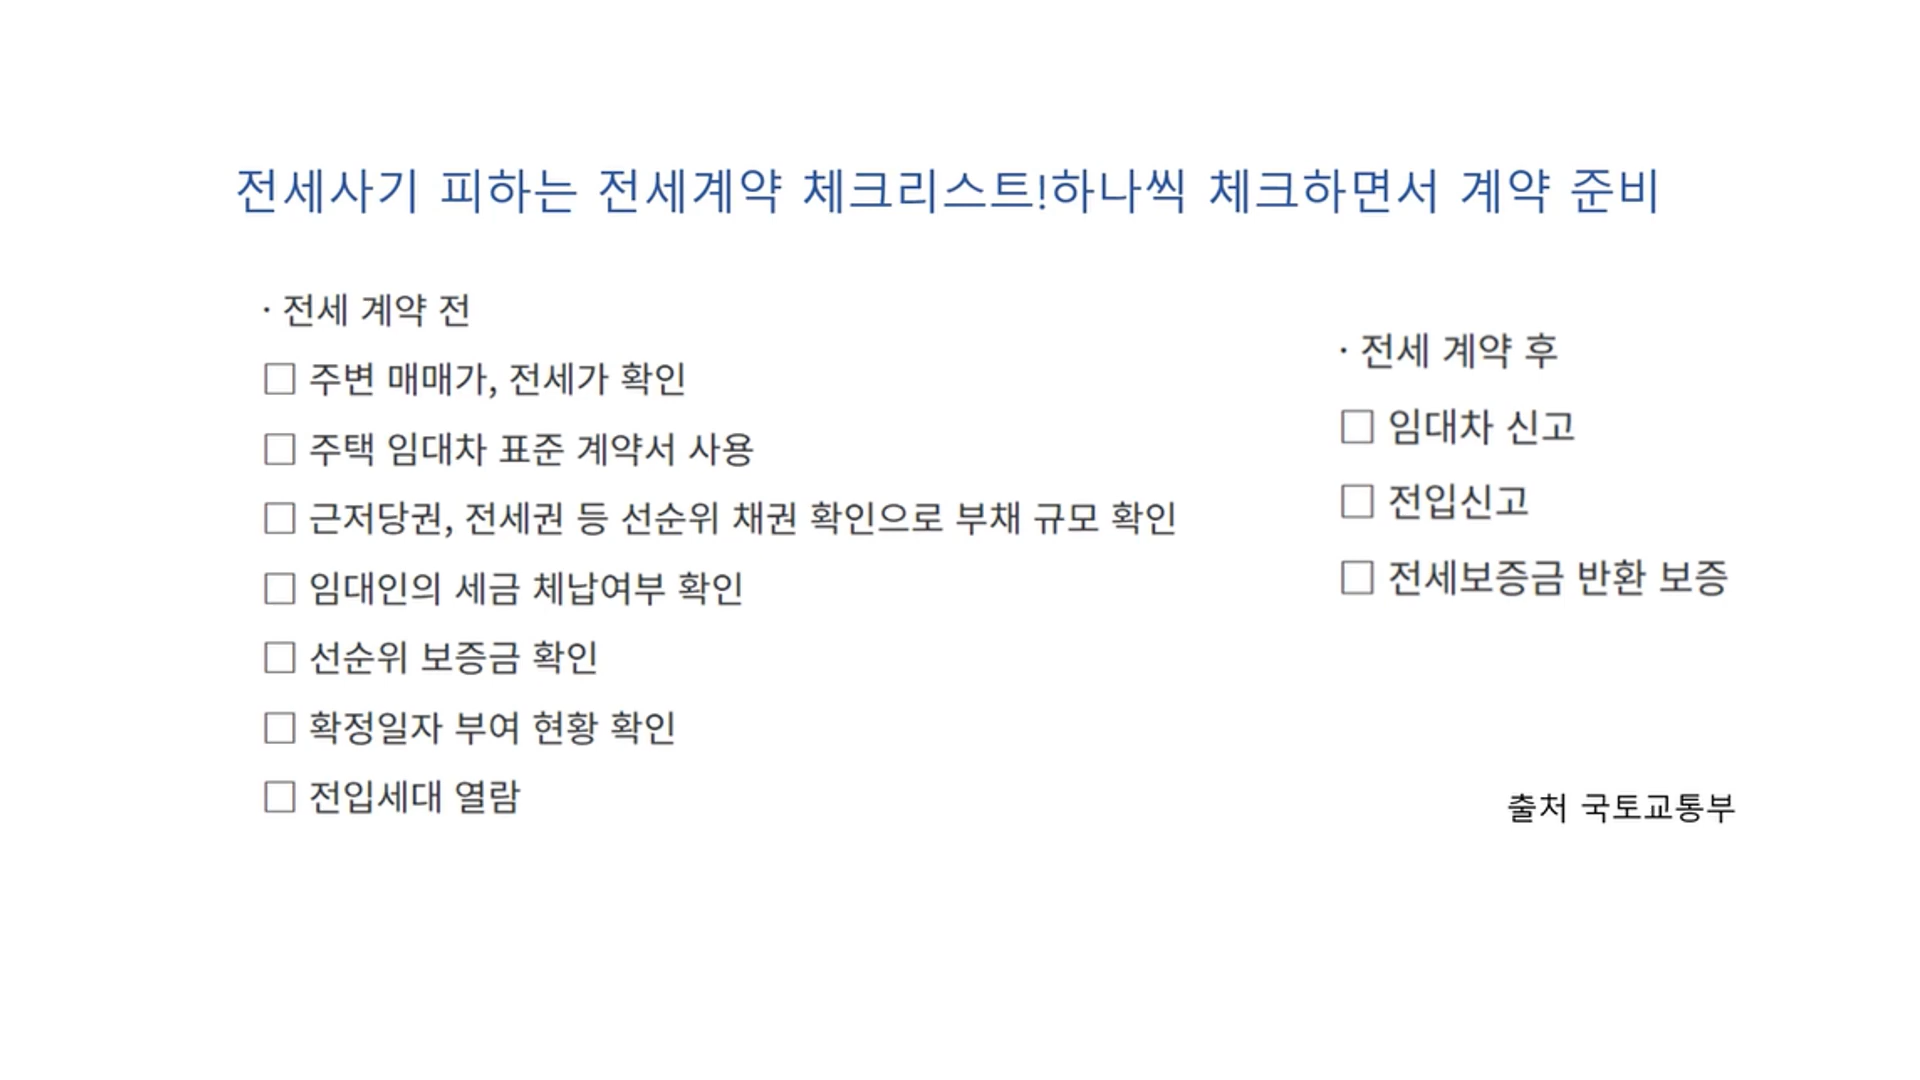 전세사기 피하는 전세계약 체크리스트!하나씩 체크하면서 계약 준비
· 전세 계약 전
□ 주변 매매가, 전세가 확인
□ 주택 임대차 표준 계약서 사용
□ 근저당권, 전세권 등 선순위 채권 확인으로 부채 규모 확인
□ 임대인의 세금 체납여부 확인
□ 선순위 보증금 확인
□ 확정일자 부여 현황 확인
□ 전입세대 열람
· 전세 계약 후
□ 임대차 신고
□ 전입신고
□ 전세보증금 반환 보증
출처 국토교통부